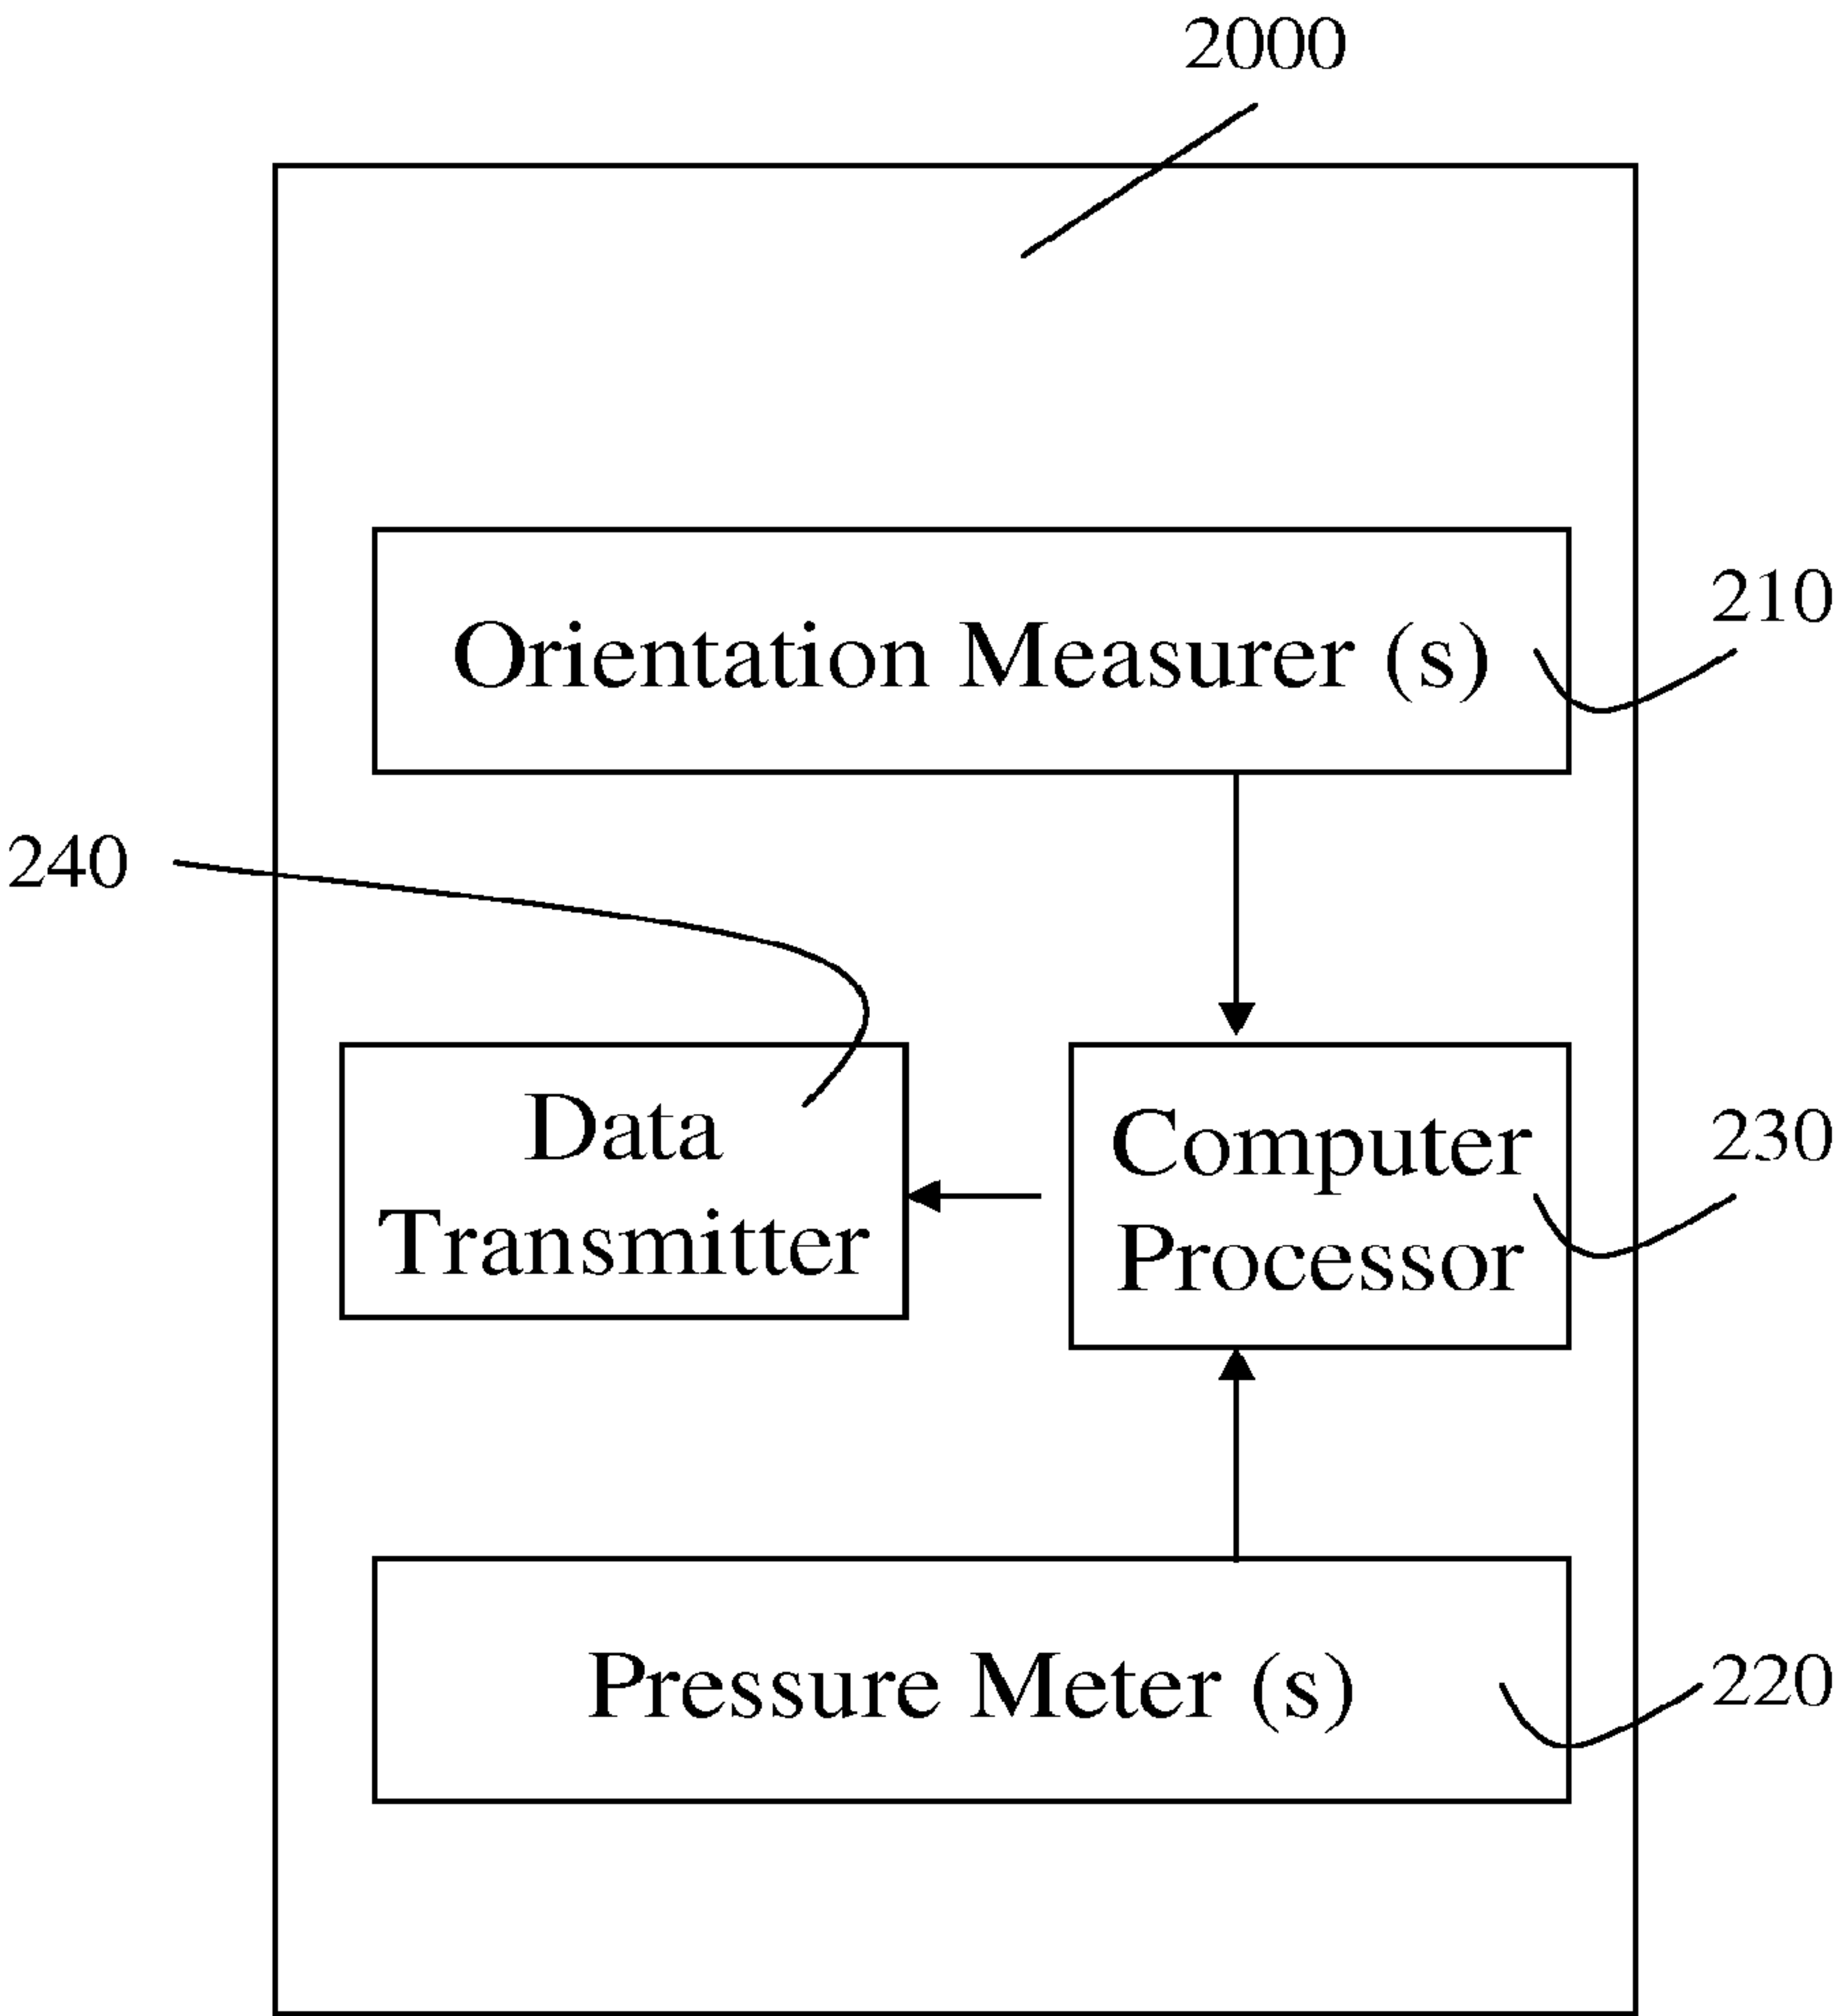 2000
Orientation Measurer (s)
210
240
Data
Transmitter
Computer
Processor
230
Pressure Meter (s)
220